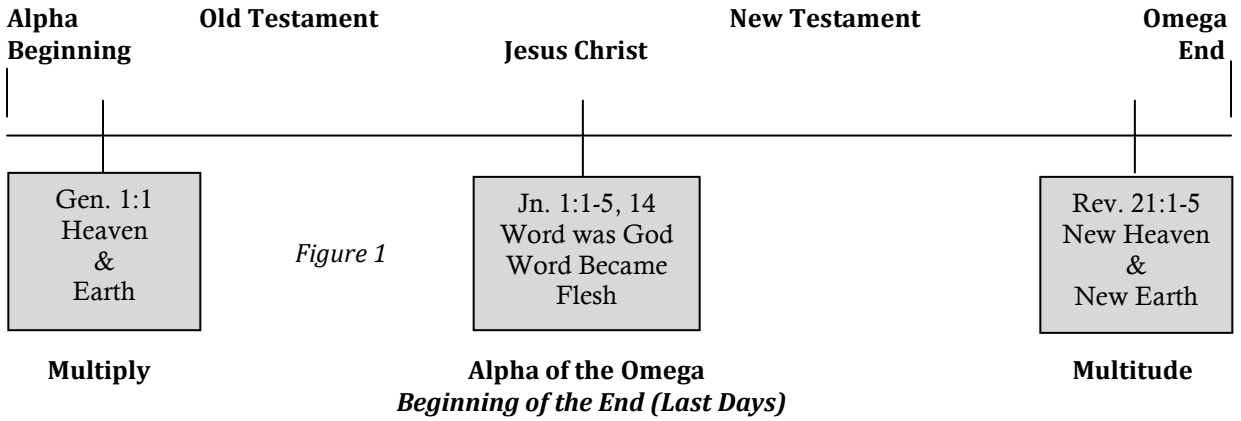 Alpha Old Testament New Testament Omega
Beginning Jesus Christ End
Gen. 1:1
Heaven
&
Earth
Figure 1
Jn. 1:1-5, 14
Word was God
Word Became
Flesh
Rev. 21:1-5
New Heaven
&
New Earth
Multiply Alpha of the Omega Multitude
Beginning of the End (Last Days)